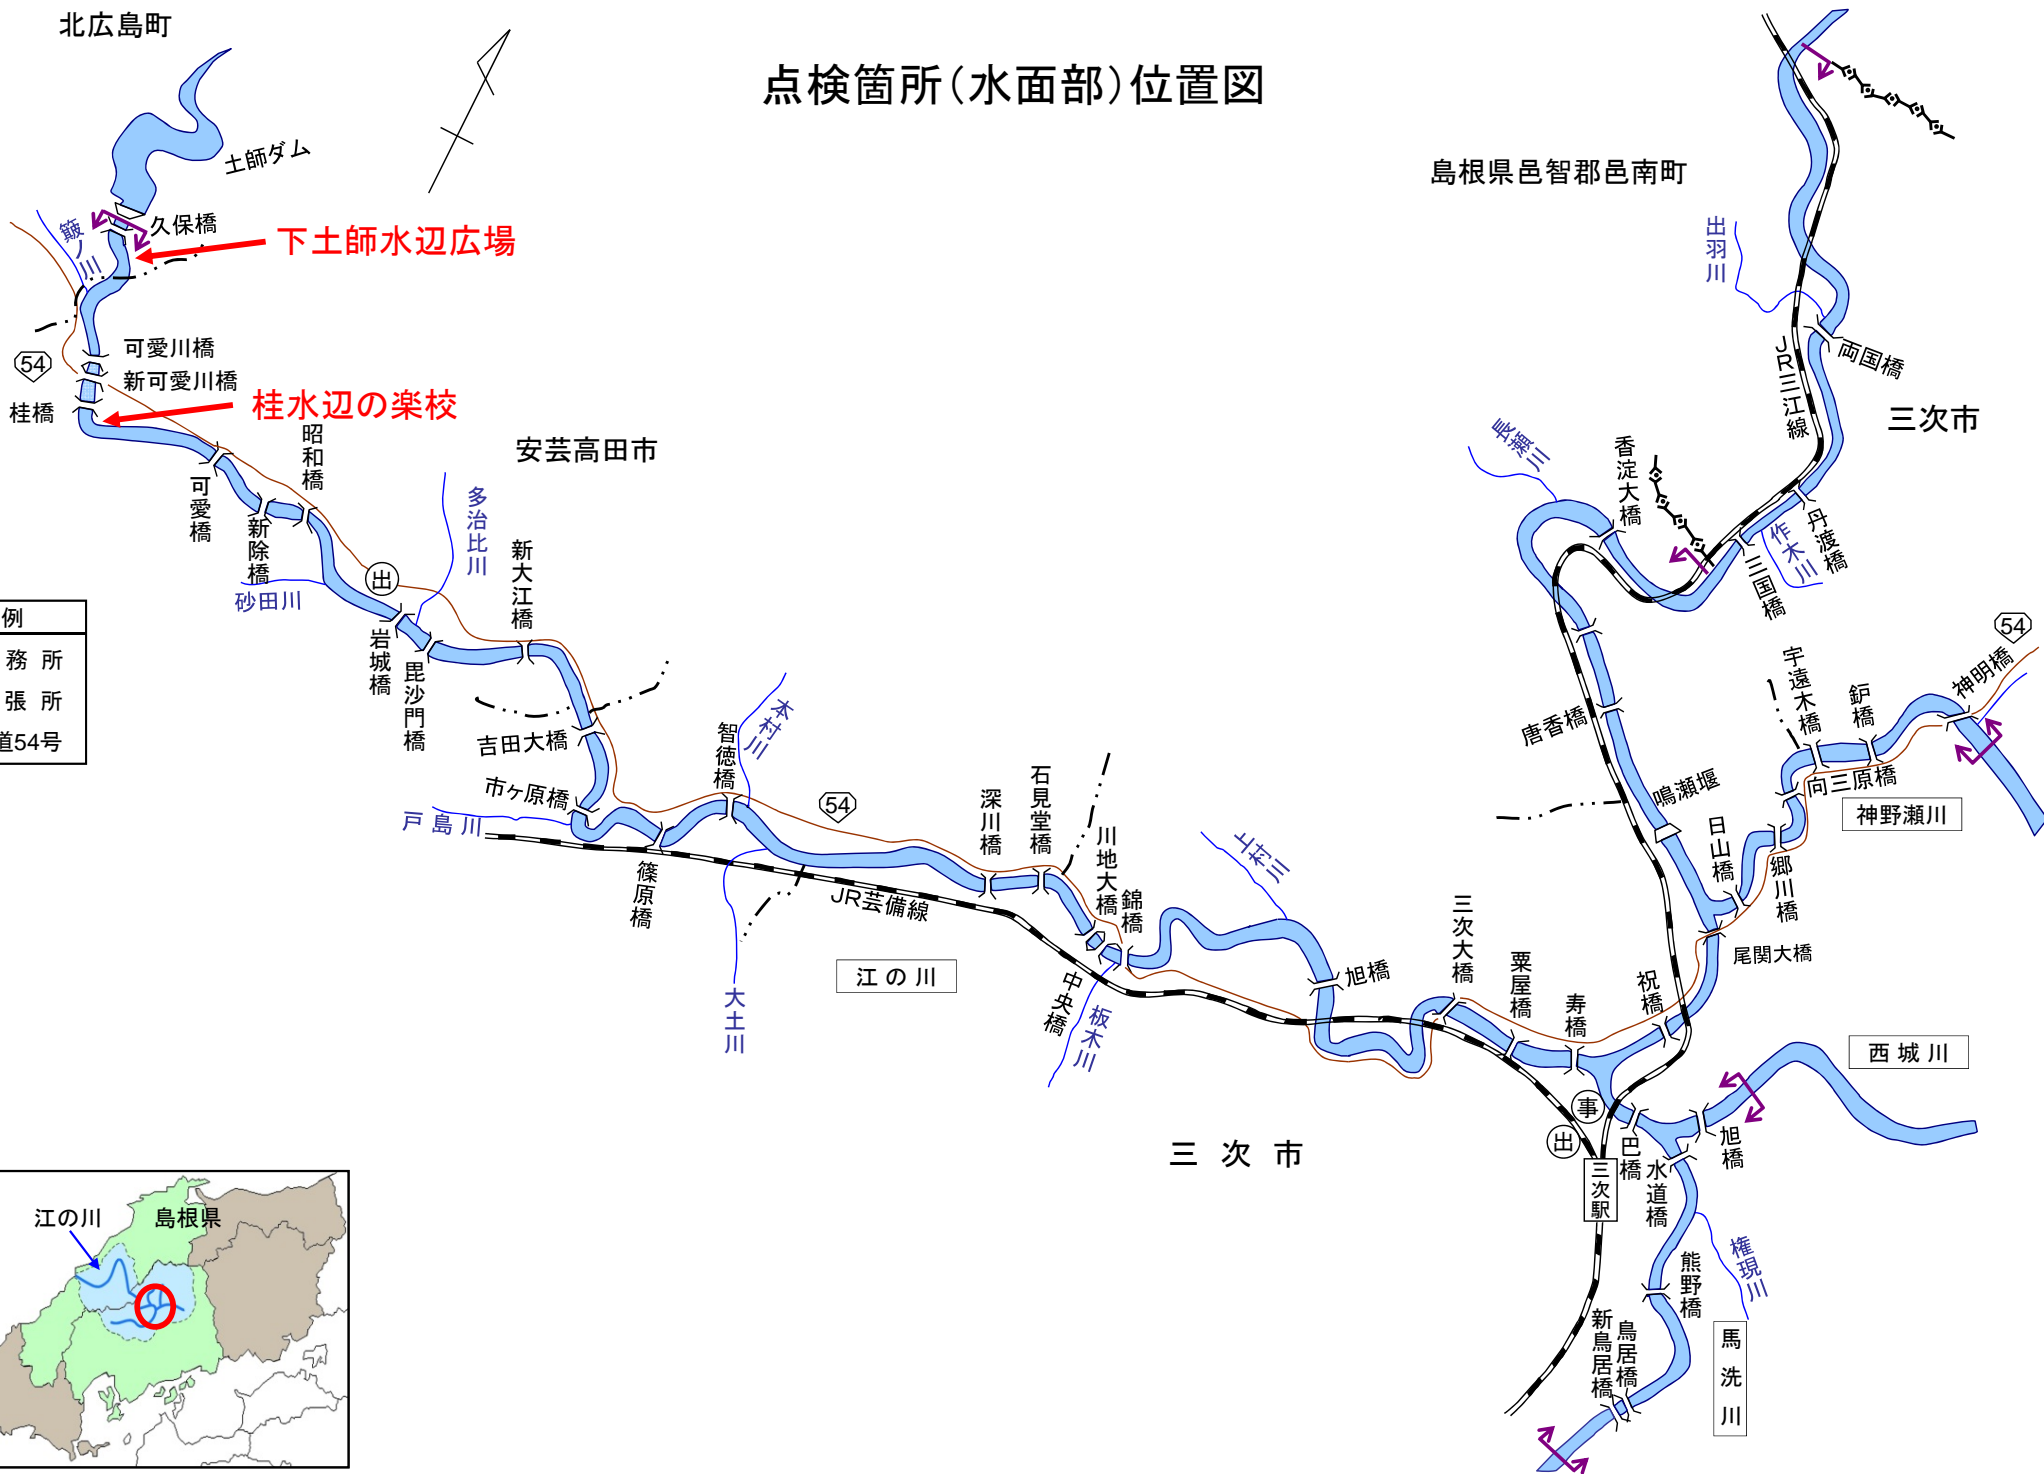 点検箇所(水面部)位置図
北広島町
土師ダム
久保橋
簸ノ川
下土師水辺広場
54
可愛川橋
新可愛川橋
桂橋
桂水辺の楽校
昭和橋
安芸高田市
可愛橋
新除橋
砂田川
出
多治比川
新大江橋
岩城橋
毘沙門橋
例
務所
張所
道54号
吉田大橋
市ヶ原橋
戸島川
智徳橋
本村川
54
篠原橋
JR芸備線
大土川
江の川
深川橋
石見堂橋
川地大橋
錦橋
中央橋
板木川
上村川
旭橋
三次大橋
粟屋橋
寿橋
祝橋
三次市
事
出
三次駅
巴橋
水道橋
旭橋
西城川
権現川
熊野橋
鳥居橋
新鳥居橋
馬洗川
島根県邑智郡邑南町
出羽川
両国橋
JR三江線
三次市
長瀬川
香淀大橋
丹渡橋
作木川
三国橋
唐香橋
鳴瀬堰
宇遠木橋
鈩橋
神明橋
54
向三原橋
神野瀬川
日山橋
郷川橋
尾関大橋
江の川
島根県